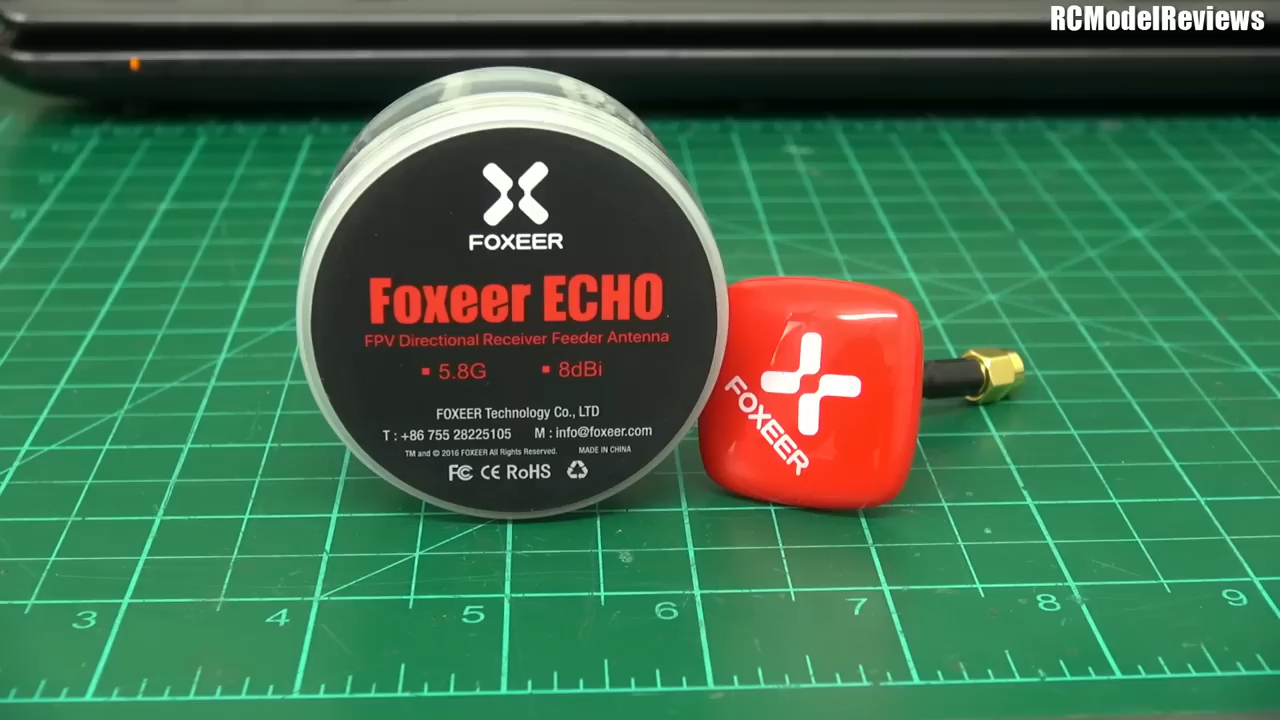 RCModelReviews
FOXEER
Foxeer ECHO
FPV Directional Receiver Feeder Antenna
▪ 5.8G ▪ 8dBi
FOXEER Technology Co., LTD
T : +86 755 28225105 M : info@foxeer.com
TM and © 2016 FOXEER All Rights Reserved. MADE IN CHINA
FC CE RoHS
FOXEER
3 4 5 6 7 8 9